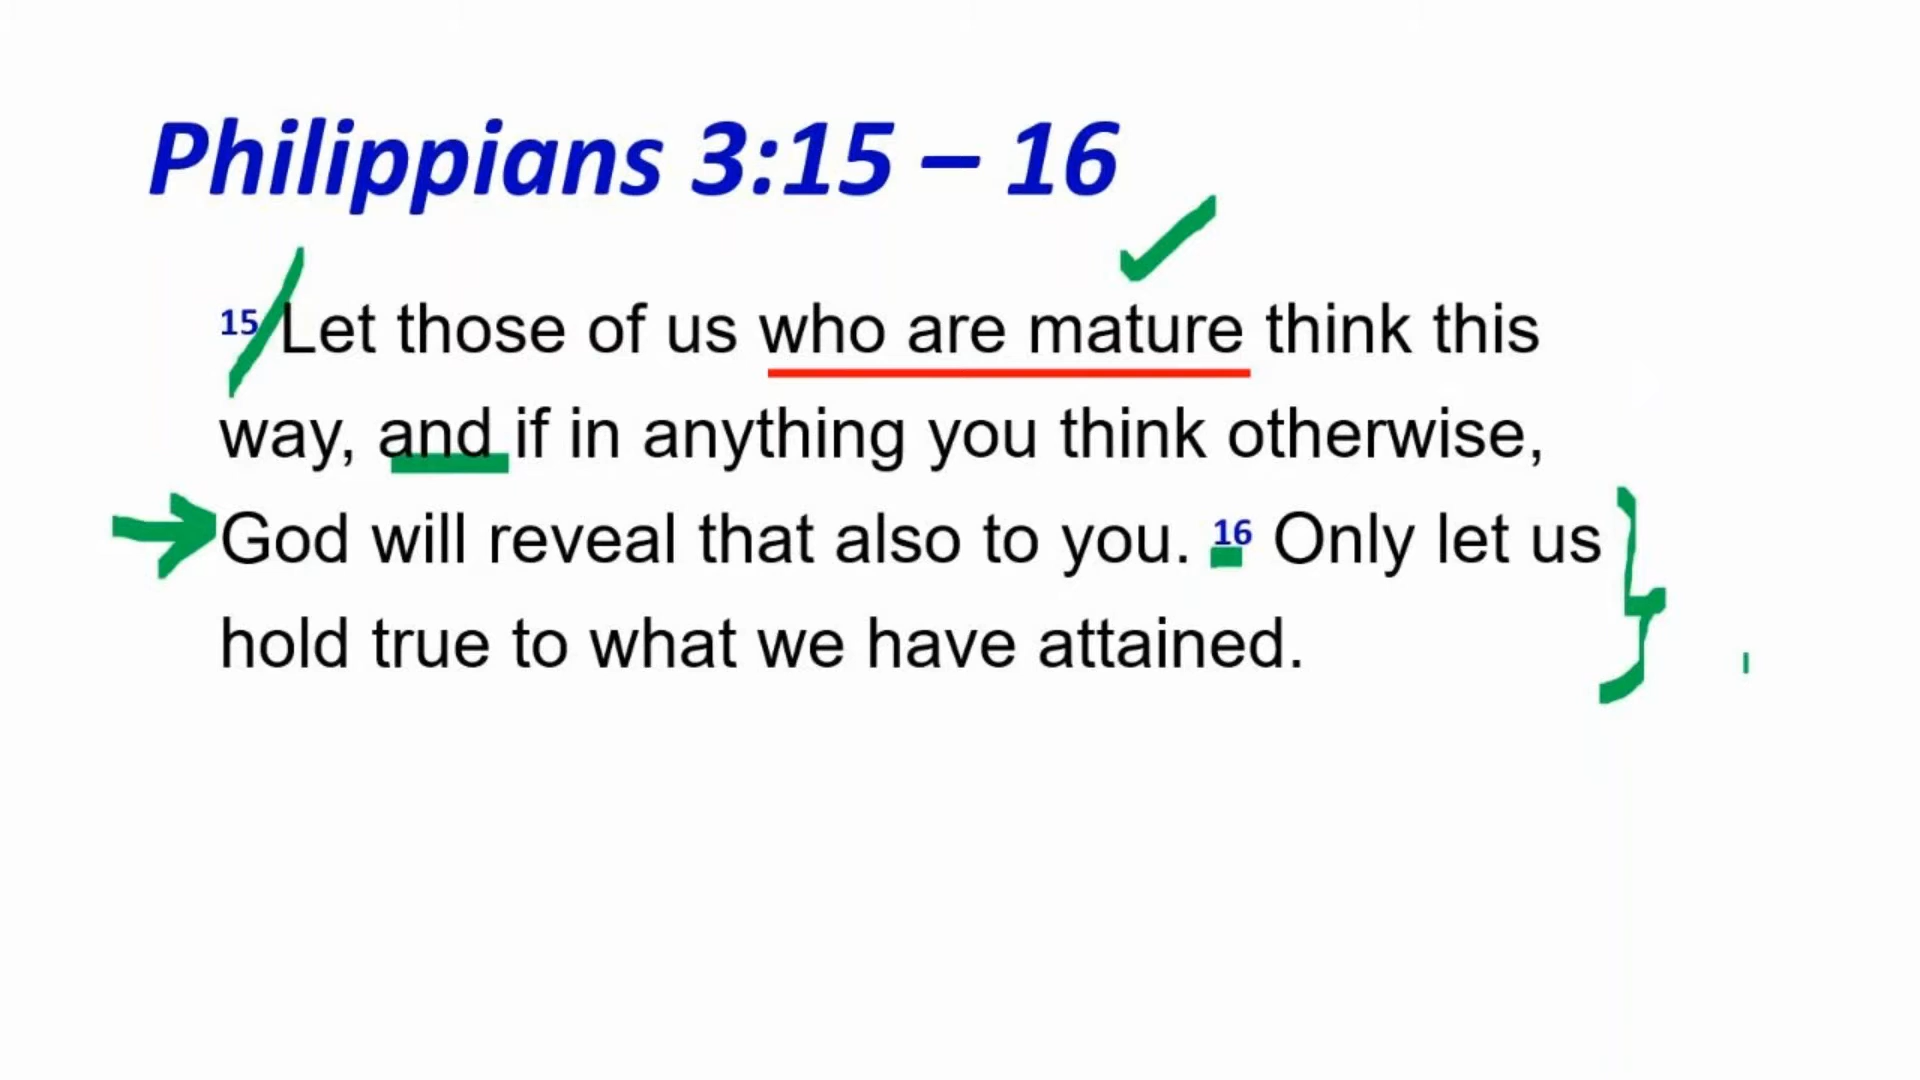 Philippians 3:15 – 16
15 Let those of us who are mature think this
way, and if in anything you think otherwise,
God will reveal that also to you. 16 Only let us
hold true to what we have attained.